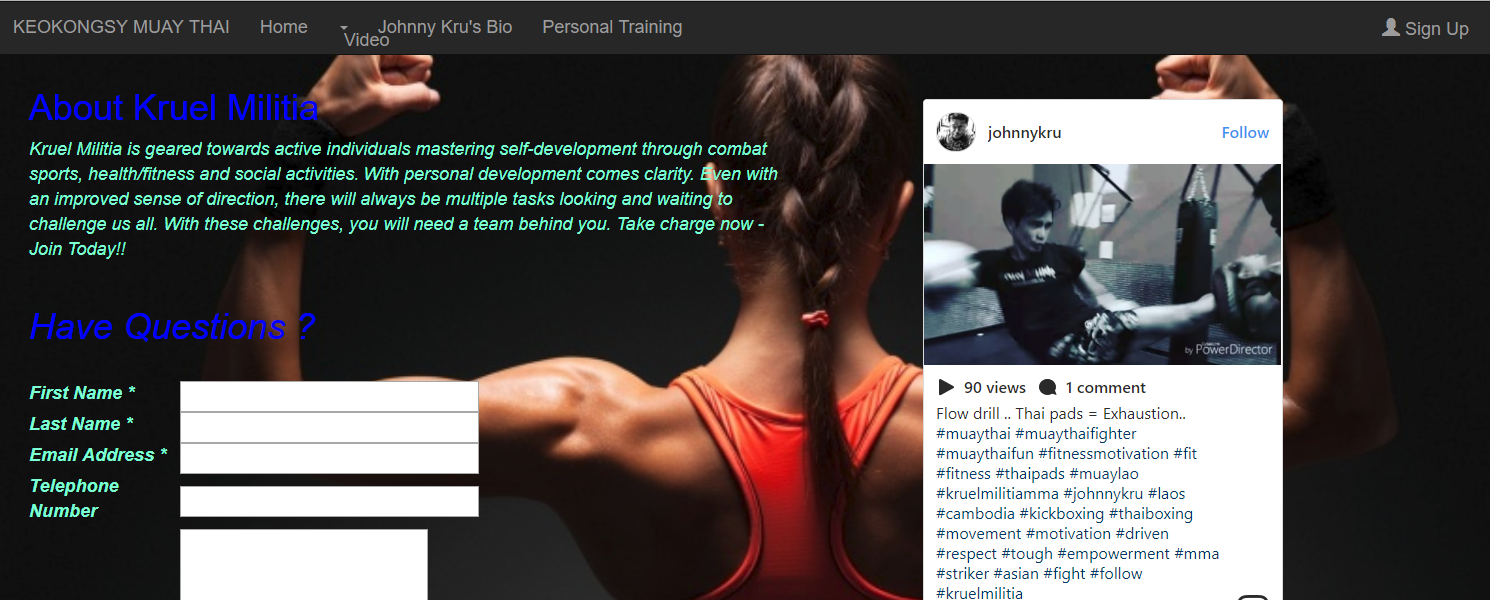 KEOKONGSY MUAY THAI Home Video Johnny Kru's Bio Personal Training Sign Up
About Kruel Militia
Kruel Militia is geared towards active individuals mastering self-development through combat
sports, health/fitness and social activities. With personal development comes clarity. Even with
an improved sense of direction, there will always be multiple tasks looking and waiting to
challenge us all. With these challenges, you will need a team behind you. Take charge now -
Join Today!!
Have Questions ?
First Name *
Last Name *
Email Address *
Telephone
Number
johnnykru Follow
by PowerDirector
90 views 1 comment
Flow drill .. Thai pads = Exhaustion..
#muaythai #muaythaifighter
#muaythaifun #fitnessmotivation #fit
#fitness #thaipads #muaylao
#kruelmilitiamma #johnnykru #laos
#cambodia #kickboxing #thaiboxing
#movement #motivation #driven
#respect #tough #empowerment #mma
#striker #asian #fight #follow
#kruelmilitia